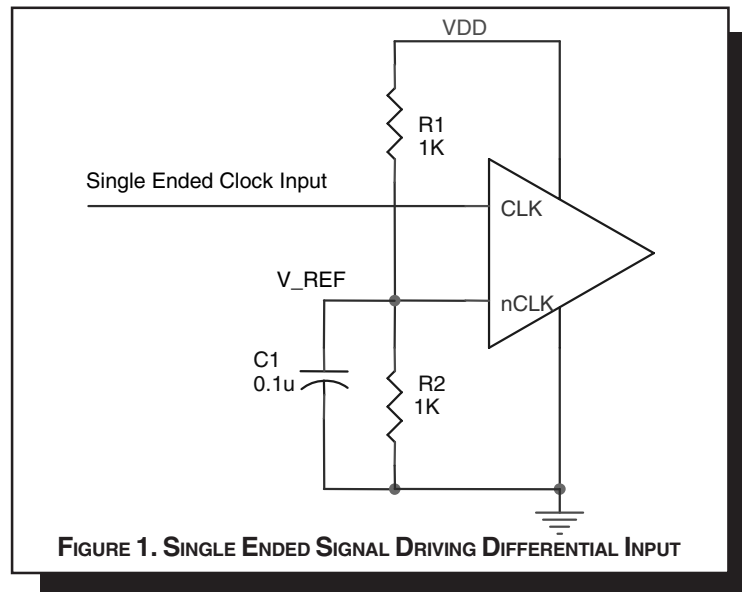 VDD
R1
1K
Single Ended Clock Input
CLK
V_REF
nCLK
C1
0.1u
R2
1K
FIGURE 1. SINGLE ENDED SIGNAL DRIVING DIFFERENTIAL INPUT